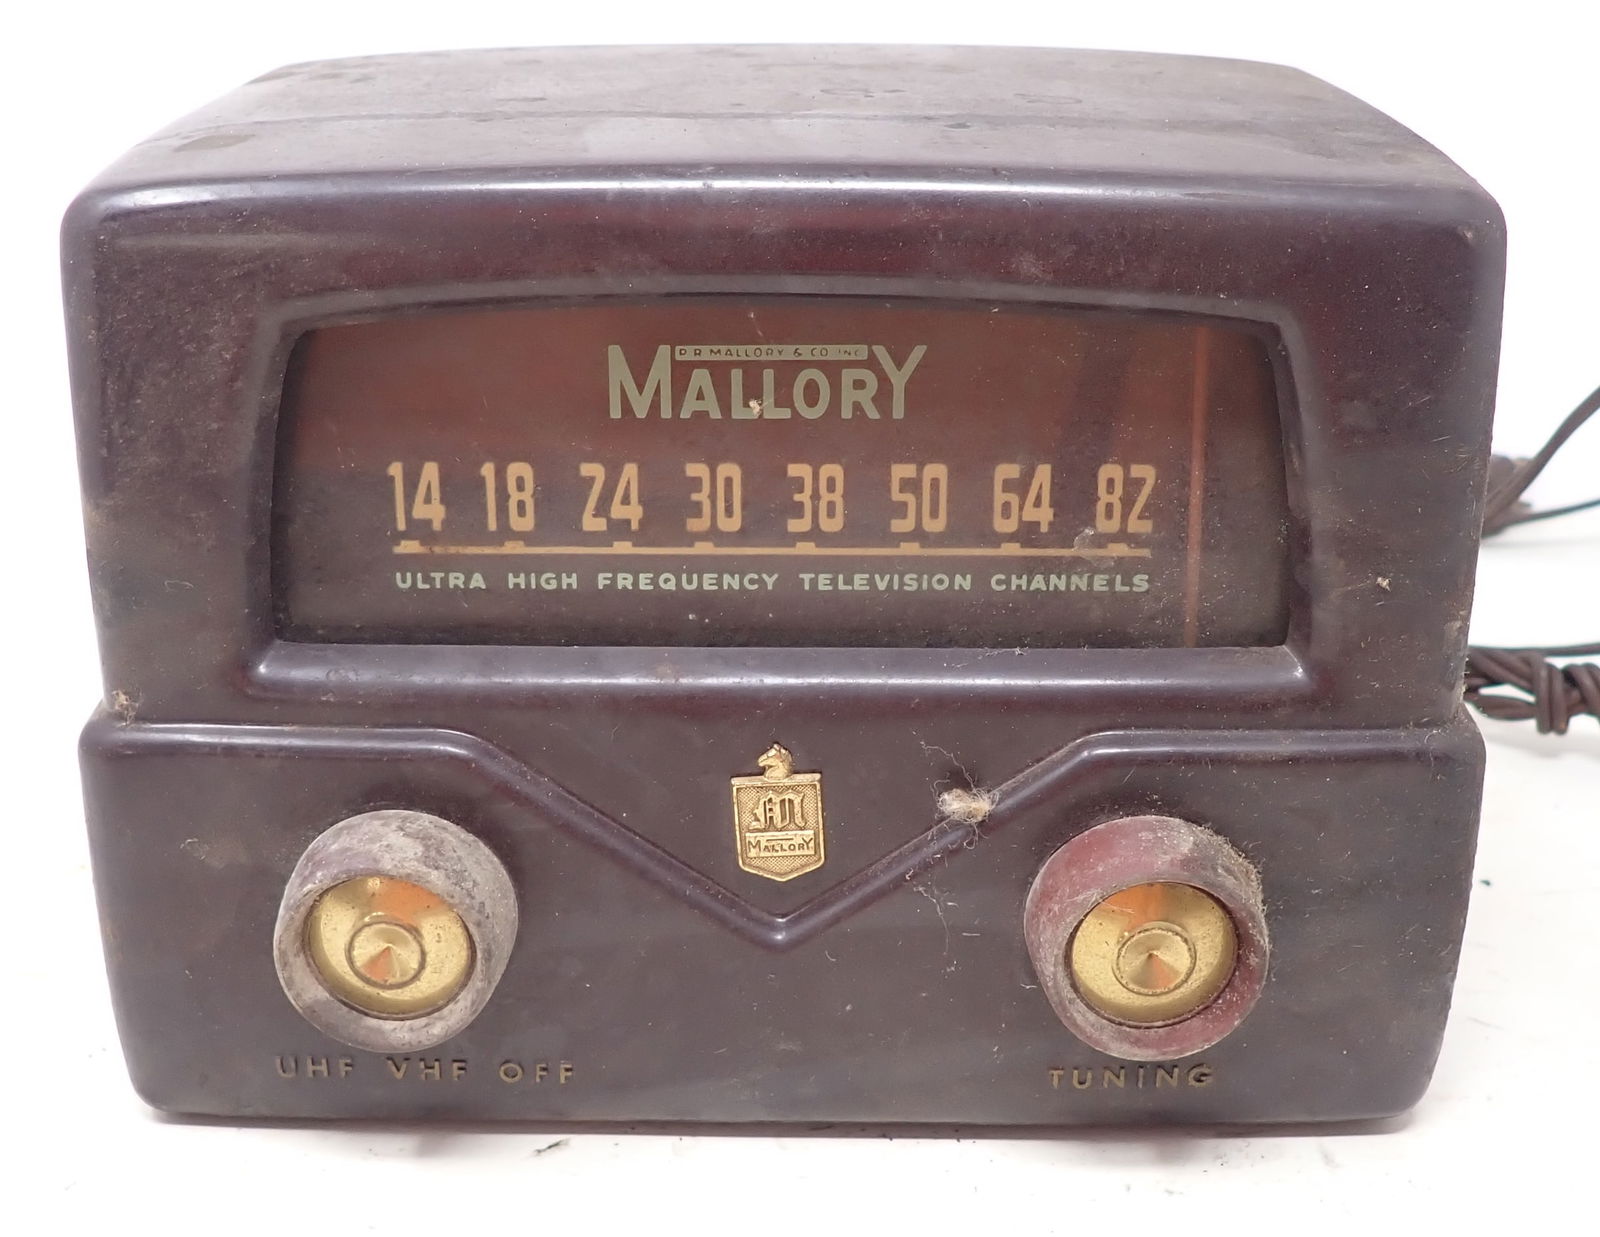 P. R. MALLORY & CO. INC.
MALLORY
14 18 24 30 38 50 64 82
ULTRA HIGH FREQUENCY TELEVISION CHANNELS
M
MALLORY
UHF VHF OFF
TUNING